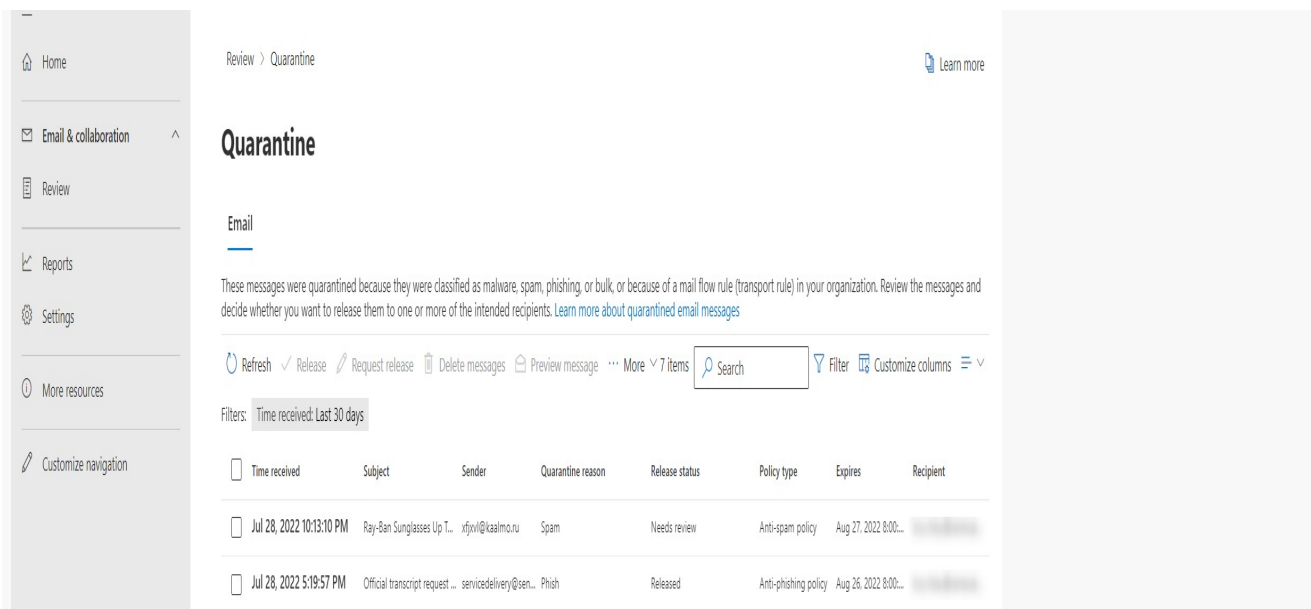 Home
Email & collaboration
Review
Reports
Settings
More resources
Customize navigation
Review > Quarantine
Learn more
Quarantine
Email
These messages were quarantined because they were classified as malware, spam, phishing, or bulk, or because of a mail flow rule (transport rule) in your organization. Review the messages and
decide whether you want to release them to one or more of the intended recipients. Learn more about quarantined email messages
Refresh Release Request release Delete messages Preview message ··· More 7 items Search Filter Customize columns
Filters: Time received: Last 30 days
Time received Subject Sender Quarantine reason Release status Policy type Expires Recipient
Jul 28, 2022 10:13:10 PM Ray-Ban Sunglasses Up T... xfjxvl@kaalmo.ru Spam Needs review Anti-spam policy Aug 27, 2022 8:00:...
Jul 28, 2022 5:19:57 PM Official transcript request ... servicedelivery@sen... Phish Released Anti-phishing policy Aug 26, 2022 8:00:...